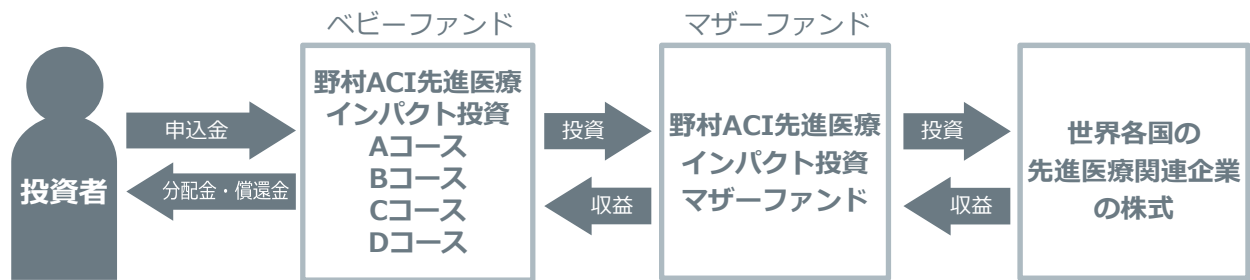 ベビーファンド
マザーファンド
投資者
申込金
分配金・償還金
野村ACI先進医療
インパクト投資
Aコース
Bコース
Cコース
Dコース
投資
収益
野村ACI先進医療
インパクト投資
マザーファンド
投資
収益
世界各国の
先進医療関連企業
の株式